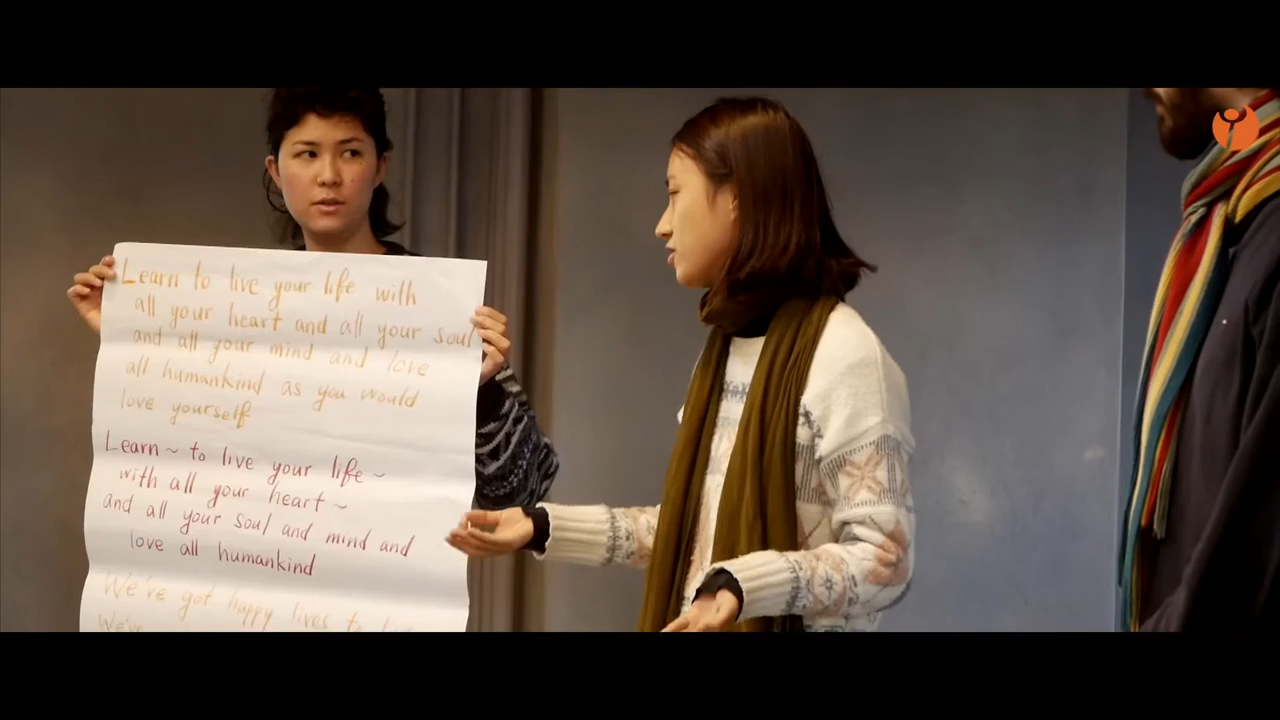 Learn to live your life with
all your heart and all your soul
and all your mind and love
all humankind as you would
love yourself
Learn ~ to live your life ~
with all your heart ~
and all your soul and mind and
love all humankind
We've got happy lives to
We've